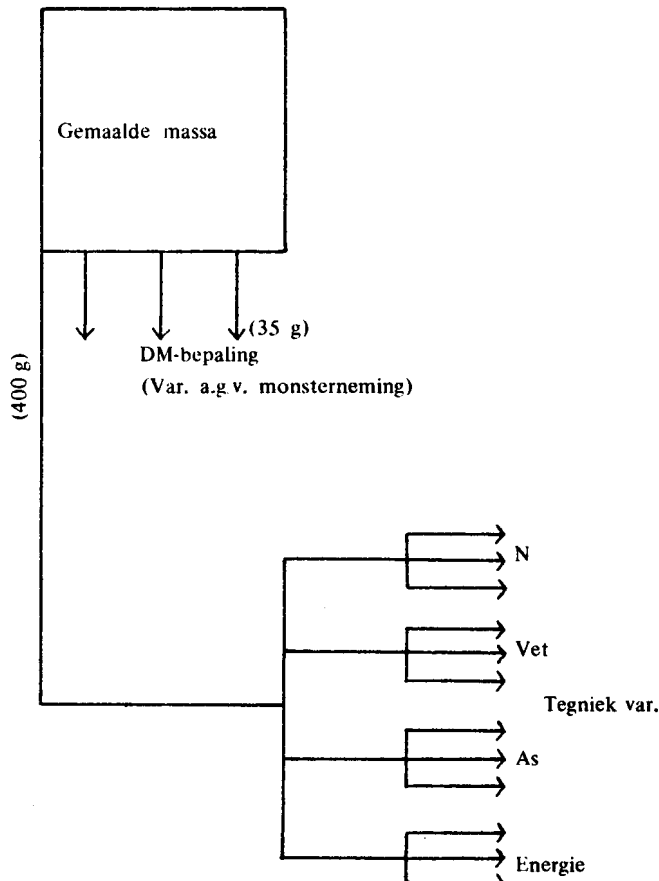 Gemaalde massa
(35 g)
DM-bepaling
(Var. a.g.v. monsterneming)
(400 g)
N
Vet
Tegniek var.
As
Energie